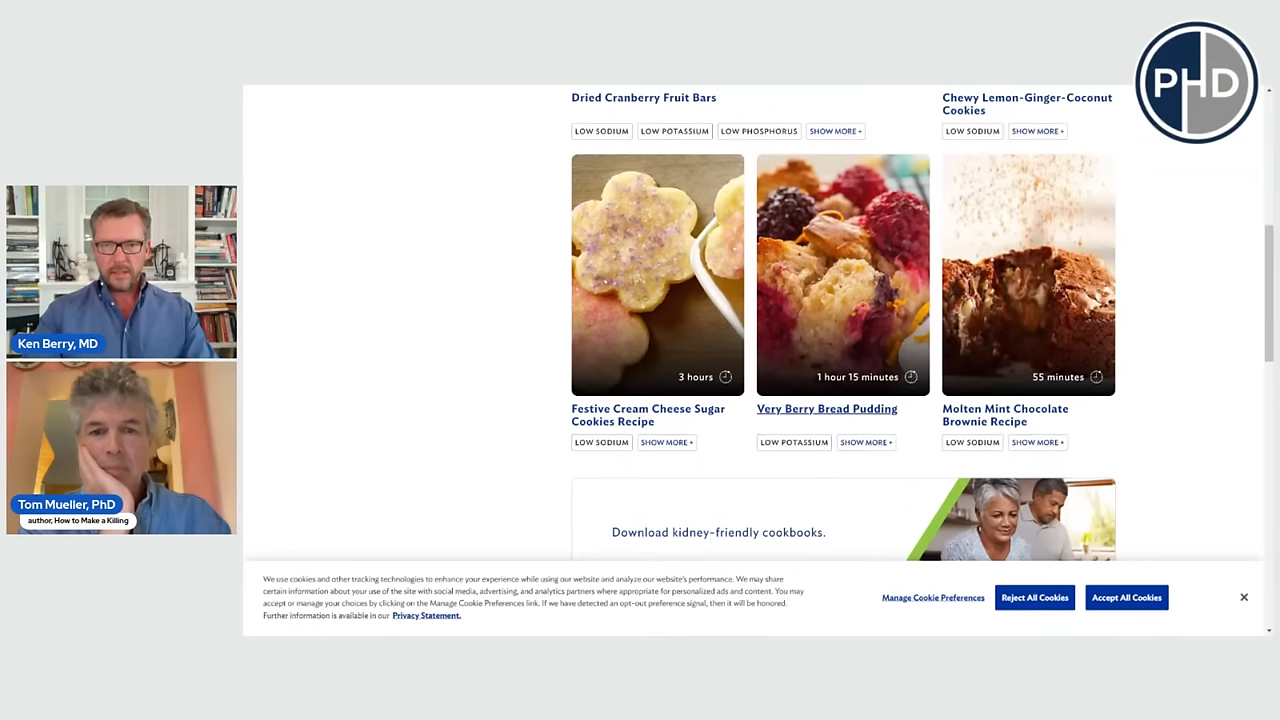 PHD
Dried Cranberry Fruit Bars
LOW SODIUM
LOW POTASSIUM
LOW PHOSPHORUS
SHOW MORE +
Chewy Lemon-Ginger-Coconut
Cookies
LOW SODIUM
SHOW MORE +
3 hours
1 hour 15 minutes
55 minutes
Festive Cream Cheese Sugar
Cookies Recipe
LOW SODIUM
SHOW MORE +
Very Berry Bread Pudding
LOW POTASSIUM
SHOW MORE +
Molten Mint Chocolate
Brownie Recipe
LOW SODIUM
SHOW MORE +
Ken Berry, MD
Tom Mueller, PhD
author, How to Make a Killing
Download kidney-friendly cookbooks.
We use cookies and other tracking technologies to enhance your experience while using our website and analyze our website's performance. We may share
certain information about your use of the site with social media, advertising, and analytics partners where appropriate for personalized ads and content. You may
accept or manage your choices by clicking on the Manage Cookie Preferences link. If we have detected an opt-out preference signal, then it will be honored.
Further information is available in our Privacy Statement.
Manage Cookie Preferences
Reject All Cookies
Accept All Cookies